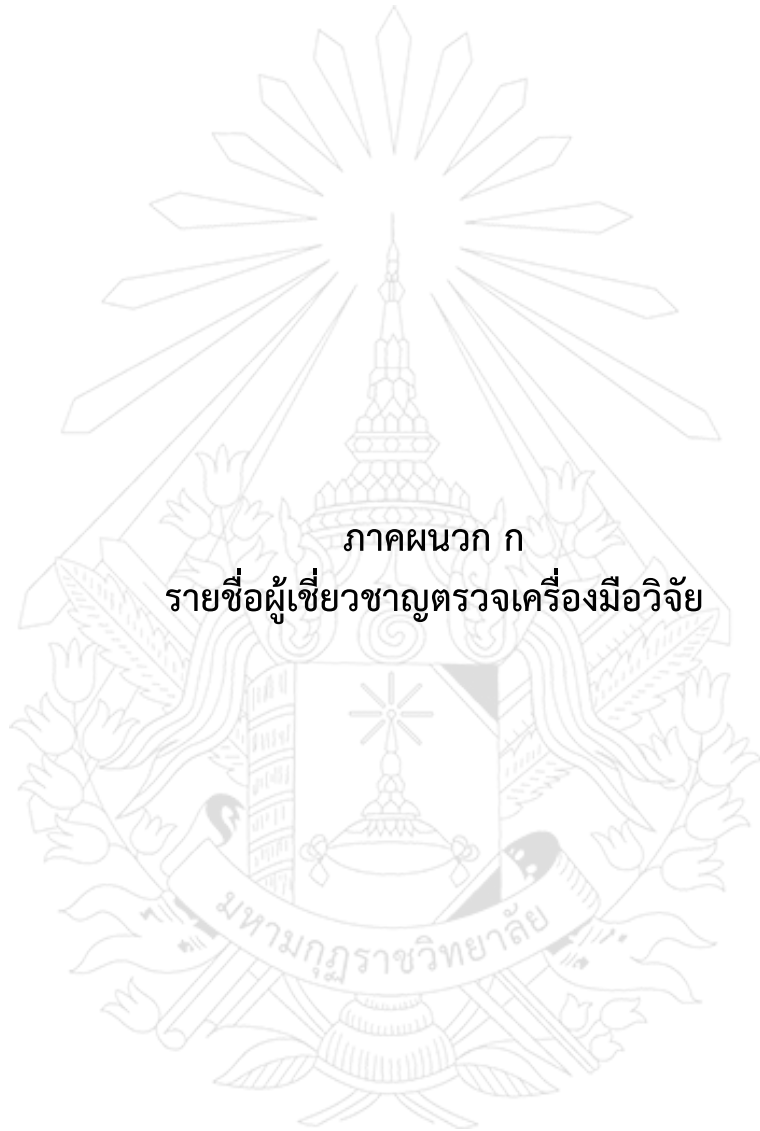 ภาคผนวก ก
รายชื่อผู้เชี่ยวชาญตรวจเครื่องมือวิจัย
มหามกุฏราชวิทยาลัย